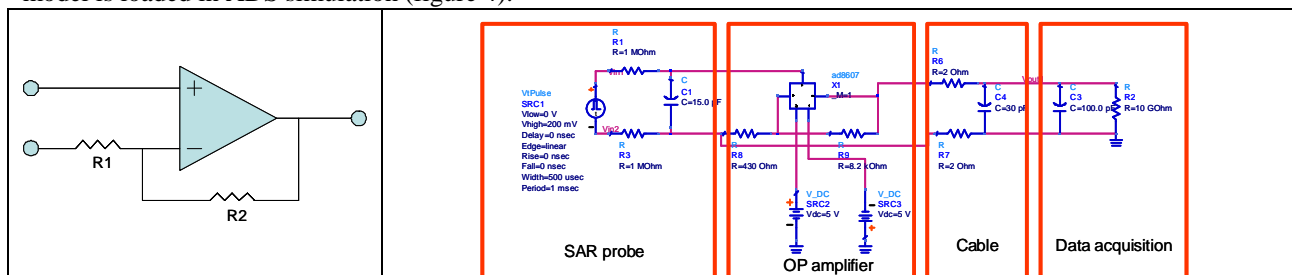 model is loaded in ADS simulation (figure 4).
R1
R2
R
R1
R=1 MOhm
VtPulse
SRC1
Vlow=0 V
Vhigh=200 mV
Delay=0 nsec
Edge=linear
Rise=0 nsec
Fall=0 nsec
Width=500 usec
Period=1 msec
Vin2
C
C1
C=15.0 pF
R
R3
R=1 MOhm
SAR probe
ad8607
X1
_M=1
R
R8
R=430 Ohm
R
R9
R=8.2 kOhm
V_DC
SRC2
Vdc=5 V
V_DC
SRC3
Vdc=5 V
OP amplifier
R
R6
R=2 Ohm
C
C4
C=30 pF
R
R7
R=2 Ohm
Cable
C
C3
C=100.0 pF
R
R2
R=10 GOhm
Data acquisition